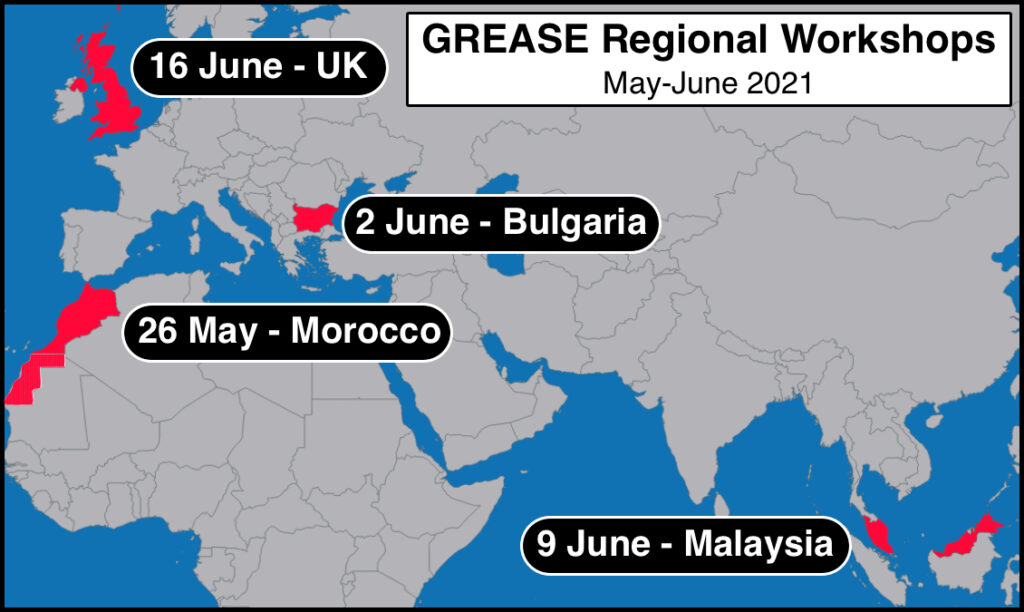 GREASE Regional Workshops
May-June 2021
16 June - UK
2 June - Bulgaria
26 May - Morocco
9 June - Malaysia